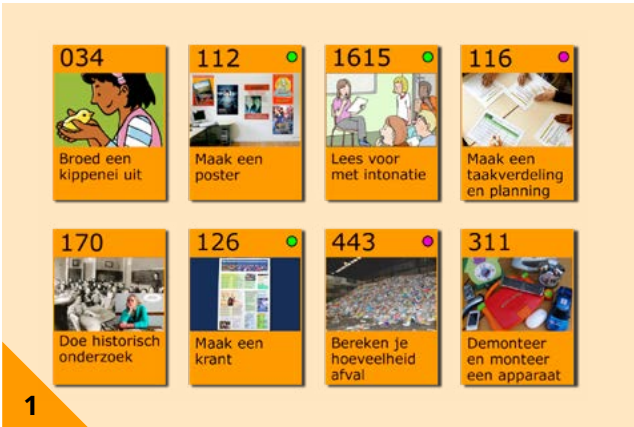 034
Broed een
kippenei uit
112
Maak een
poster
1615
Lees voor
met intonatie
116
Maak een
taakverdeling
en planning
170
Doe historisch
onderzoek
126
Maak een
krant
443
Bereken je
hoeveelheid
afval
311
Demonteer
en monteer
een apparaat
1